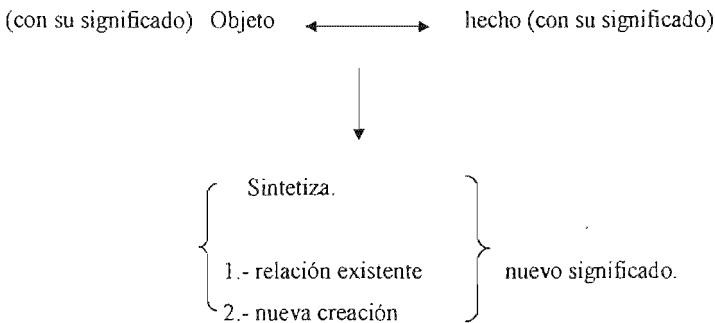 (con su significado) Objeto hecho (con su significado)
Sintetiza.
1.- relación existente nuevo significado.
2.- nueva creación